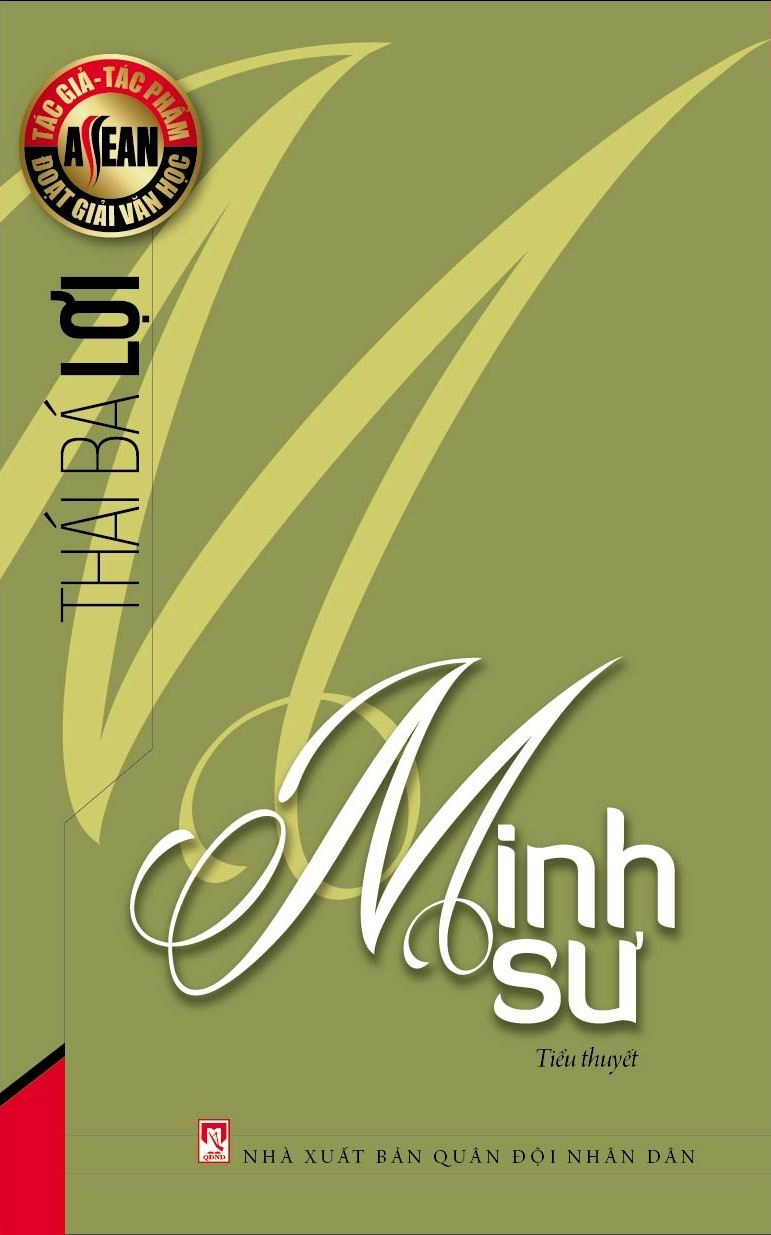 TÁC GIẢ - TÁC PHẨM
ASEAN
ĐOẠT GIẢI VĂN HỌC
THÁI BÁ LỢI
Minh
sư
Tiểu thuyết
QĐND
NHÀ XUẤT BẢN QUÂN ĐỘI NHÂN DÂN